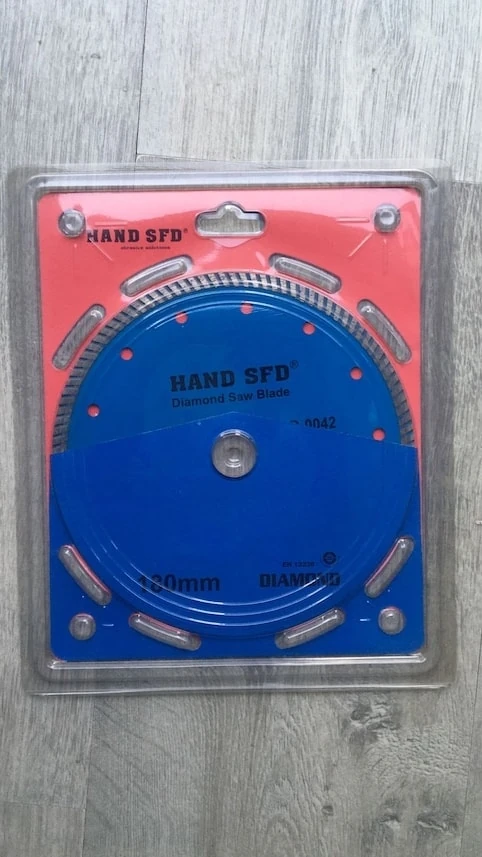 HAND SFD®
HAND SFD®
Diamond Saw Blade
0042
180mm
DIAMOND